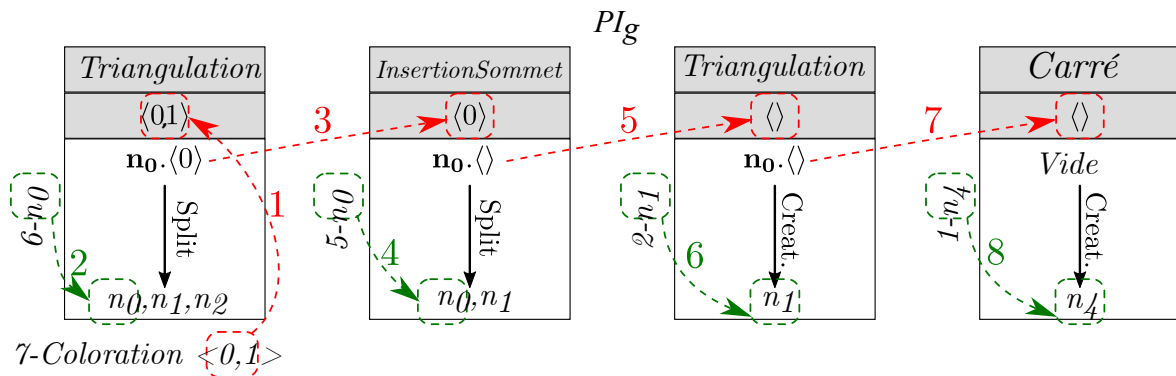 PIg
Triangulation
⟨0,1⟩
n0.⟨0⟩
Split
n0,n1,n2
6-n0
7-Coloration <0,1>
1
2
3
InsertionSommet
⟨0⟩
n0.⟨⟩
Split
n0,n1
5-n0
4
5
Triangulation
⟨⟩
n0.⟨⟩
Creat.
n1
2-n1
6
7
Carré
⟨⟩
Vide
Creat.
n4
1-n4
8